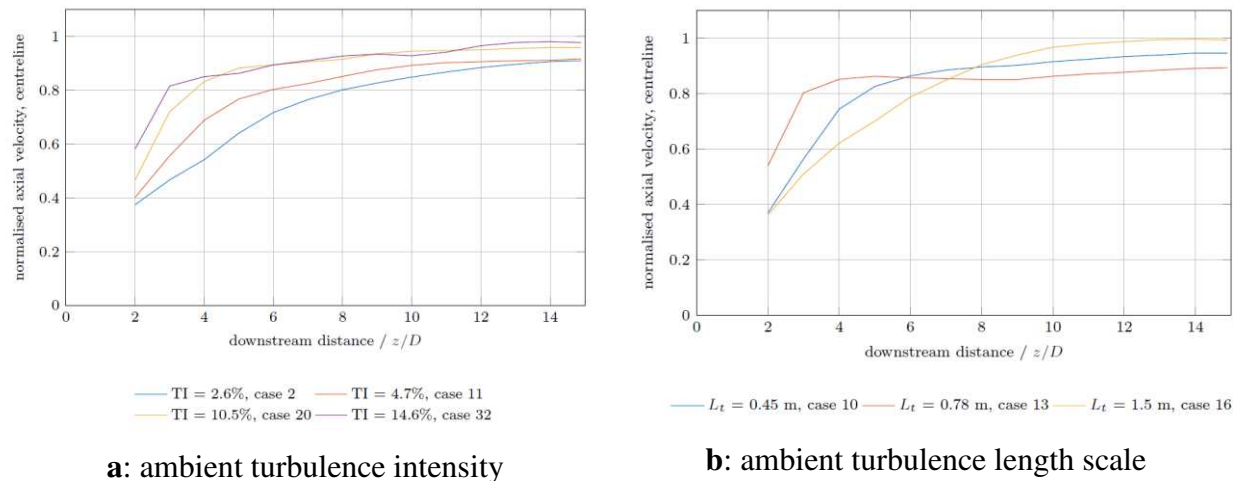 1
0.8
0.6
0.4
0.2
0
0
2
4
6
8
10
12
14
normalised axial velocity, centreline
downstream distance / z/D
TI = 2.6%, case 2
TI = 4.7%, case 11
TI = 10.5%, case 20
TI = 14.6%, case 32
a: ambient turbulence intensity
1
0.8
0.6
0.4
0.2
0
0
2
4
6
8
10
12
14
normalised axial velocity, centreline
downstream distance / z/D
L_t = 0.45 m, case 10
L_t = 0.78 m, case 13
L_t = 1.5 m, case 16
b: ambient turbulence length scale